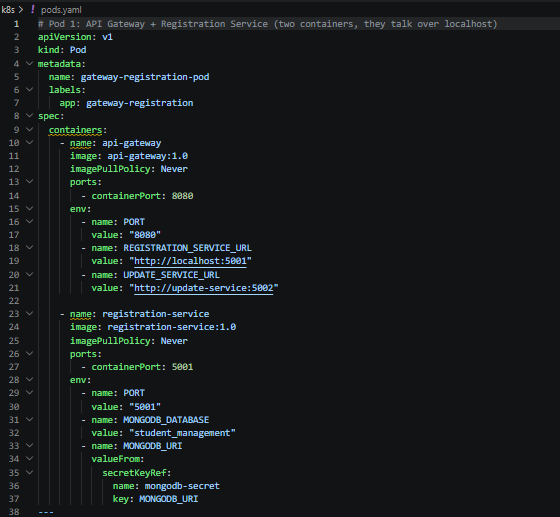 k8s > ! pods.yaml
1 # Pod 1: API Gateway + Registration Service (two containers, they talk over localhost)
2 apiVersion: v1
3 kind: Pod
4 metadata:
5   name: gateway-registration-pod
6   labels:
7     app: gateway-registration
8 spec:
9   containers:
10     - name: api-gateway
11       image: api-gateway:1.0
12       imagePullPolicy: Never
13       ports:
14         - containerPort: 8080
15       env:
16         - name: PORT
17           value: "8080"
18         - name: REGISTRATION_SERVICE_URL
19           value: "http://localhost:5001"
20         - name: UPDATE_SERVICE_URL
21           value: "http://update-service:5002"
22
23     - name: registration-service
24       image: registration-service:1.0
25       imagePullPolicy: Never
26       ports:
27         - containerPort: 5001
28       env:
29         - name: PORT
30           value: "5001"
31         - name: MONGODB_DATABASE
32           value: "student_management"
33         - name: MONGODB_URI
34           valueFrom:
35             secretKeyRef:
36               name: mongodb-secret
37               key: MONGODB_URI
38 ---